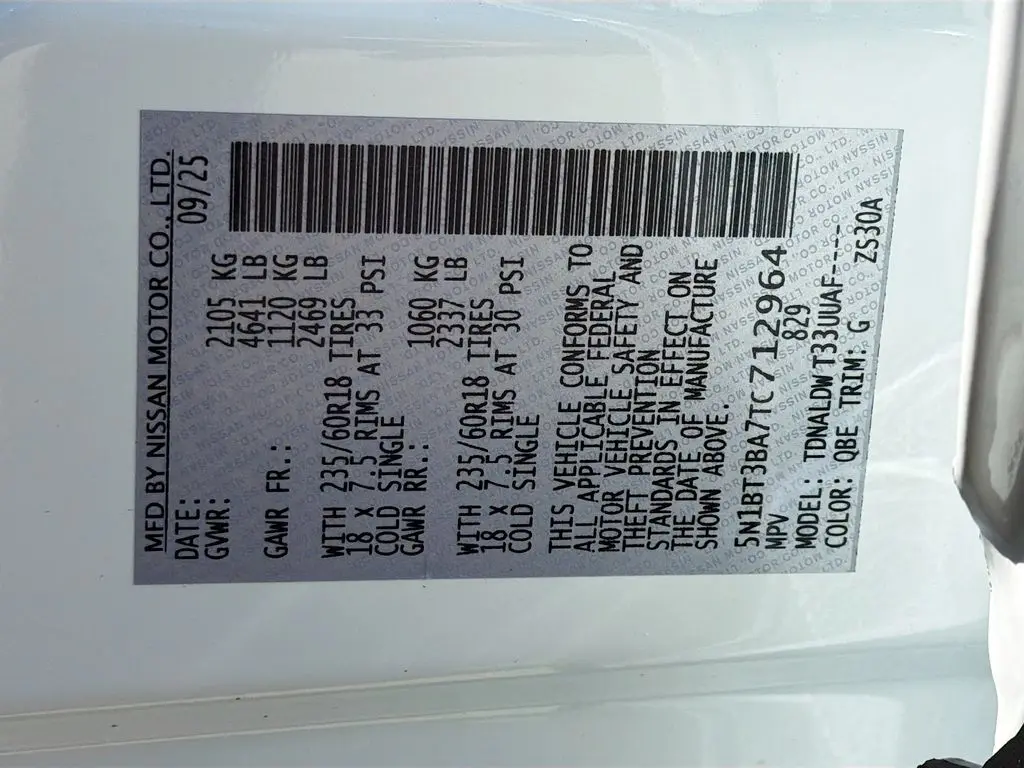 MFD BY NISSAN MOTOR CO., LTD.
DATE: 09/25
GVWR: 2105 KG
4641 LB
GAWR FR.: 1120 KG
2469 LB
WITH 235/60R18 TIRES
18 x 7.5 RIMS AT 33 PSI
COLD SINGLE
GAWR RR.: 1060 KG
2337 LB
WITH 235/60R18 TIRES
18 x 7.5 RIMS AT 30 PSI
COLD SINGLE
THIS VEHICLE CONFORMS TO
ALL APPLICABLE FEDERAL
MOTOR VEHICLE SAFETY AND
THEFT PREVENTION
STANDARDS IN EFFECT ON
THE DATE OF MANUFACTURE
SHOWN ABOVE.
5N1BT3BA7TC712964
MPV 829
MODEL: TDNALDW T33UUAF----
COLOR: QBE TRIM: G ZS30A